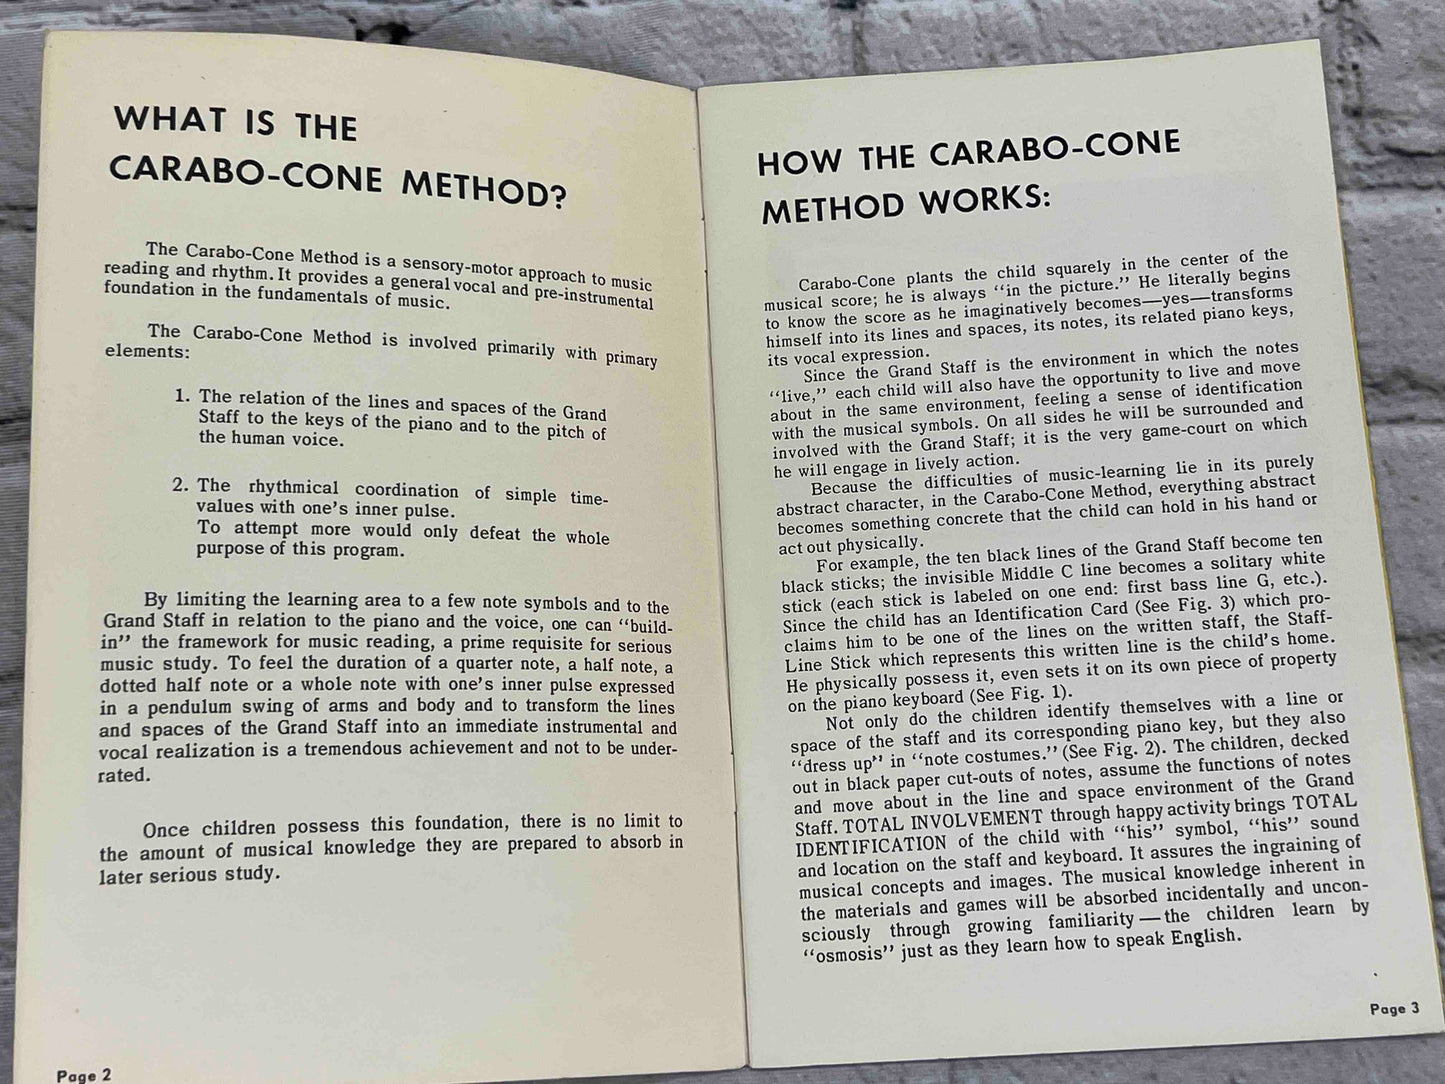 WHAT IS THE
CARABO-CONE METHOD?
The Carabo-Cone Method is a sensory-motor approach to music
reading and rhythm. It provides a general vocal and pre-instrumental
foundation in the fundamentals of music.
The Carabo-Cone Method is involved primarily with primary
elements:
1. The relation of the lines and spaces of the Grand
Staff to the keys of the piano and to the pitch of
the human voice.
2. The rhythmical coordination of simple time-
values with one's inner pulse.
To attempt more would only defeat the whole
purpose of this program.
By limiting the learning area to a few note symbols and to the
Grand Staff in relation to the piano and the voice, one can "build-
in" the framework for music reading, a prime requisite for serious
music study. To feel the duration of a quarter note, a half note, a
dotted half note or a whole note with one's inner pulse expressed
in a pendulum swing of arms and body and to transform the lines
and spaces of the Grand Staff into an immediate instrumental and
vocal realization is a tremendous achievement and not to be under-
rated.
Once children possess this foundation, there is no limit to
the amount of musical knowledge they are prepared to absorb in
later serious study.
Page 2
HOW THE CARABO-CONE
METHOD WORKS:
Carabo-Cone plants the child squarely in the center of the
musical score; he is always "in the picture." He literally begins
to know the score as he imaginatively becomes—yes—transforms
himself into its lines and spaces, its notes, its related piano keys,
its vocal expression.
Since the Grand Staff is the environment in which the notes
"live," each child will also have the opportunity to live and move
about in the same environment, feeling a sense of identification
with the musical symbols. On all sides he will be surrounded and
involved with the Grand Staff; it is the very game-court on which
he will engage in lively action.
Because the difficulties of music-learning lie in its purely
abstract character, in the Carabo-Cone Method, everything abstract
becomes something concrete that the child can hold in his hand or
act out physically.
For example, the ten black lines of the Grand Staff become ten
black sticks; the invisible Middle C line becomes a solitary white
stick (each stick is labeled on one end: first bass line G, etc.).
Since the child has an Identification Card (See Fig. 3) which pro-
claims him to be one of the lines on the written staff, the Staff-
Line Stick which represents this written line is the child's home.
He physically possess it, even sets it on its own piece of property
on the piano keyboard (See Fig. 1).
Not only do the children identify themselves with a line or
space of the staff and its corresponding piano key, but they also
"dress up" in "note costumes." (See Fig. 2). The children, decked
out in black paper cut-outs of notes, assume the functions of notes
and move about in the line and space environment of the Grand
Staff. TOTAL INVOLVEMENT through happy activity brings TOTAL
IDENTIFICATION of the child with "his" symbol, "his" sound
and location on the staff and keyboard. It assures the ingraining of
musical concepts and images. The musical knowledge inherent in
the materials and games will be absorbed incidentally and uncon-
sciously through growing familiarity—the children learn by
"osmosis" just as they learn how to speak English.
Page 3